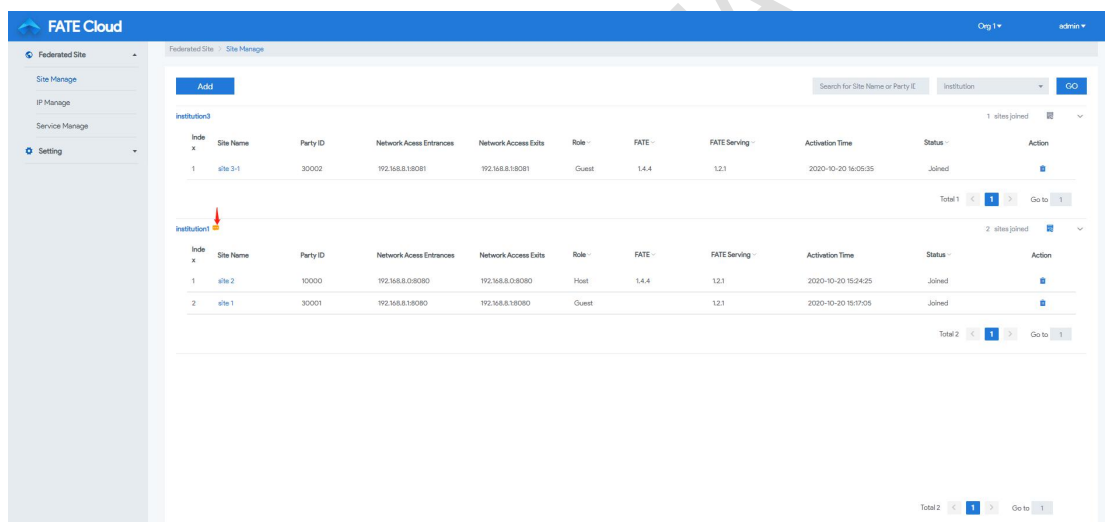 FATE Cloud
Org 1
admin
Federated Site
Site Manage
IP Manage
Service Manage
Setting
Federated Site > Site Manage
Add
Search for Site Name or Party IC
institution
GO
institution3
1 sites joined
Index Site Name Party ID Network Acess Entrances Network Access Exits Role FATE FATE Serving Activation Time Status Action
1 site 3-1 30002 192.168.8.1:8081 192.168.8.1:8081 Guest 1.4.4 1.2.1 2020-10-20 16:05:35 Joined
Total 1 < 1 > Go to 1
institution1
2 sites joined
Index Site Name Party ID Network Acess Entrances Network Access Exits Role FATE FATE Serving Activation Time Status Action
1 site 2 10000 192.168.8.0:8080 192.168.8.0:8080 Host 1.4.4 1.2.1 2020-10-20 15:24:25 Joined
2 site 1 30001 192.168.8.1:8080 192.168.8.1:8080 Guest 1.2.1 2020-10-20 15:17:05 Joined
Total 2 < 1 > Go to 1
Total 2 < 1 > Go to 1